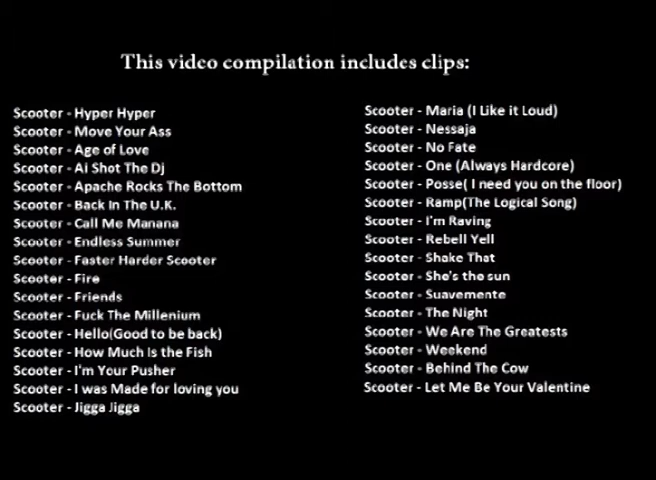 This video compilation includes clips:
Scooter - Hyper Hyper
Scooter - Move Your Ass
Scooter - Age of Love
Scooter - Ai Shot The Dj
Scooter - Apache Rocks The Bottom
Scooter - Back In The U.K.
Scooter - Call Me Manana
Scooter - Endless Summer
Scooter - Faster Harder Scooter
Scooter - Fire
Scooter - Friends
Scooter - Fuck The Millenium
Scooter - Hello(Good to be back)
Scooter - How Much Is the Fish
Scooter - I'm Your Pusher
Scooter - I was Made for loving you
Scooter - Jigga Jigga
Scooter - Maria (I Like it Loud)
Scooter - Nessaja
Scooter - No Fate
Scooter - One (Always Hardcore)
Scooter - Posse( I need you on the floor)
Scooter - Ramp(The Logical Song)
Scooter - I'm Raving
Scooter - Rebell Yell
Scooter - Shake That
Scooter - She's the sun
Scooter - Suavemente
Scooter - The Night
Scooter - We Are The Greatests
Scooter - Weekend
Scooter - Behind The Cow
Scooter - Let Me Be Your Valentine